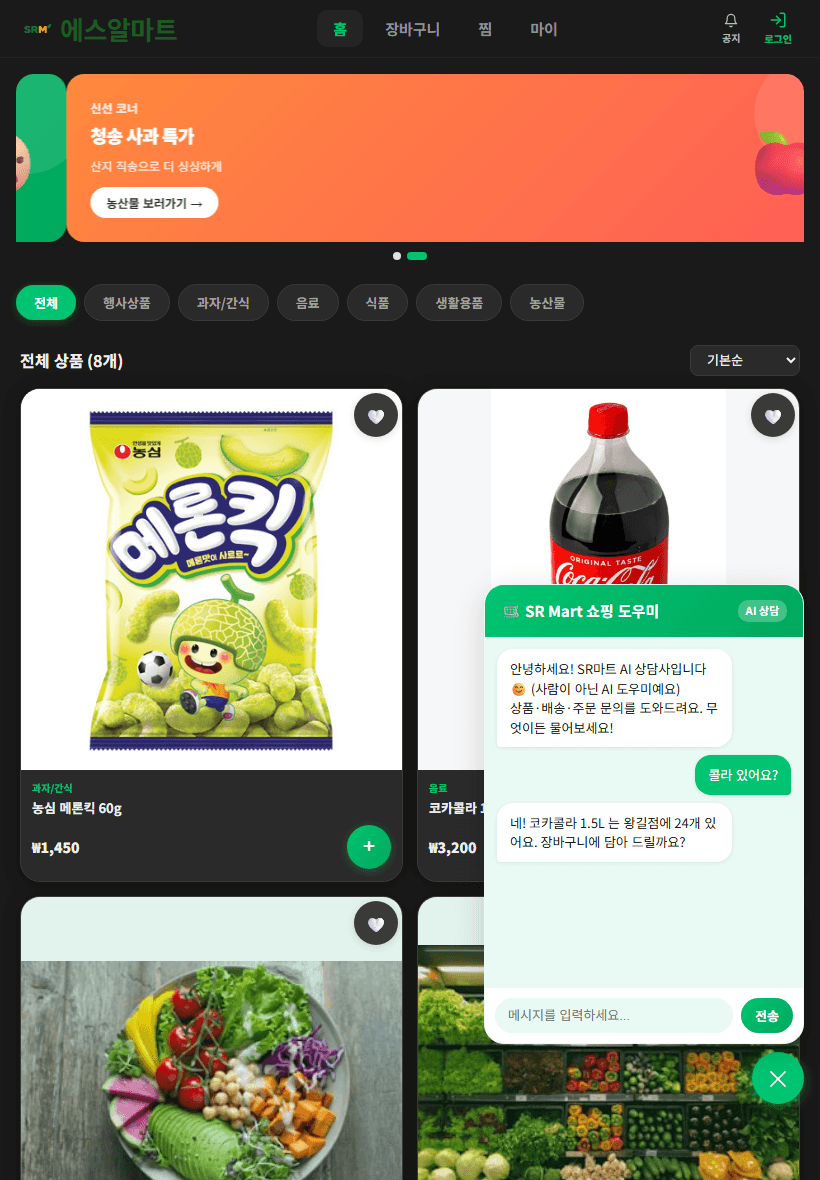 SRM 에스알마트
홈
장바구니
찜
마이
공지
로그인
신선 코너
청송 사과 특가
산지 직송으로 더 싱싱하게
농산물 보러가기 →
전체
행사상품
과자/간식
음료
식품
생활용품
농산물
전체 상품 (8개)
기본순
농심
메론킥
메론맛이 사르르~
ORIGINAL TASTE
Coca-Cola
과자/간식
농심 메론킥 60g
₩1,450
+
음료
코카콜라 1
₩3,200
SR Mart 쇼핑 도우미
AI 상담
안녕하세요! SR마트 AI 상담사입니다
😊 (사람이 아닌 AI 도우미예요)
상품·배송·주문 문의를 도와드려요. 무
엇이든 물어보세요!
콜라 있어요?
네! 코카콜라 1.5L 는 왕길점에 24개 있
어요. 장바구니에 담아 드릴까요?
메시지를 입력하세요...
전송